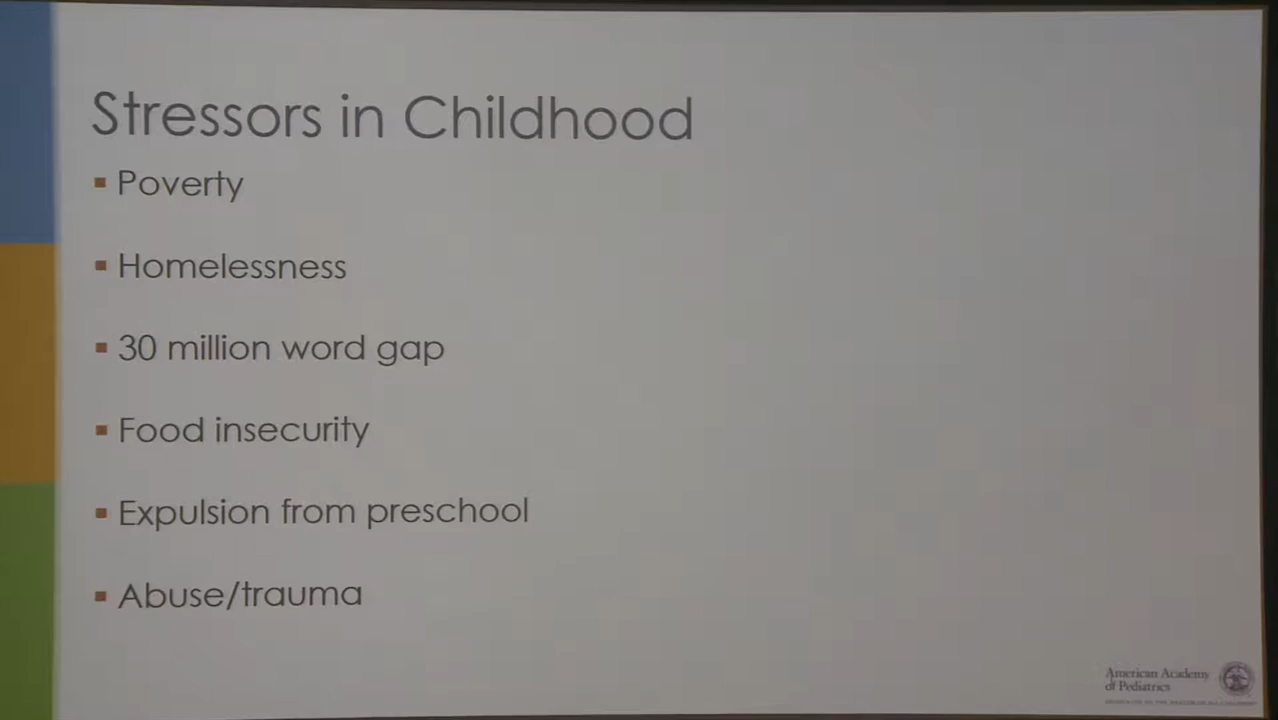 Stressors in Childhood
▪ Poverty
▪ Homelessness
▪ 30 million word gap
▪ Food insecurity
▪ Expulsion from preschool
▪ Abuse/trauma
American Academy
of Pediatrics